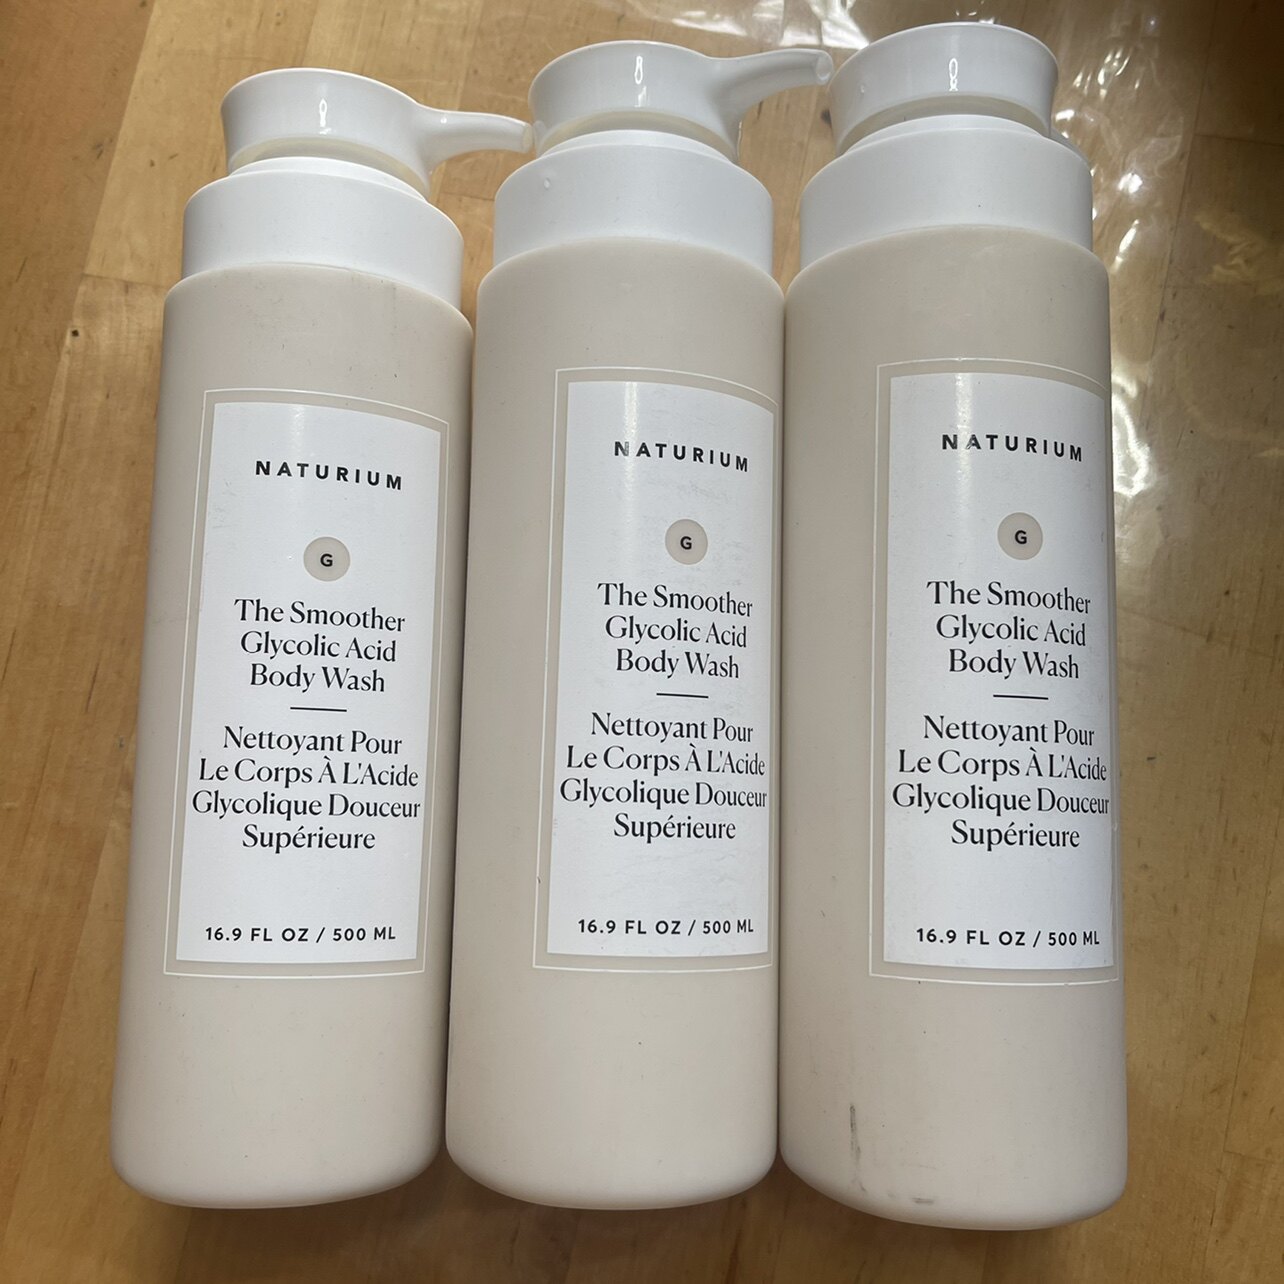 NATURIUM
G
The Smoother
Glycolic Acid
Body Wash
Nettoyant Pour
Le Corps À L'Acide
Glycolique Douceur
Supérieure
16.9 FL OZ / 500 ML
NATURIUM
G
The Smoother
Glycolic Acid
Body Wash
Nettoyant Pour
Le Corps À L'Acide
Glycolique Douceur
Supérieure
16.9 FL OZ / 500 ML
NATURIUM
G
The Smoother
Glycolic Acid
Body Wash
Nettoyant Pour
Le Corps À L'Acide
Glycolique Douceur
Supérieure
16.9 FL OZ / 500 ML